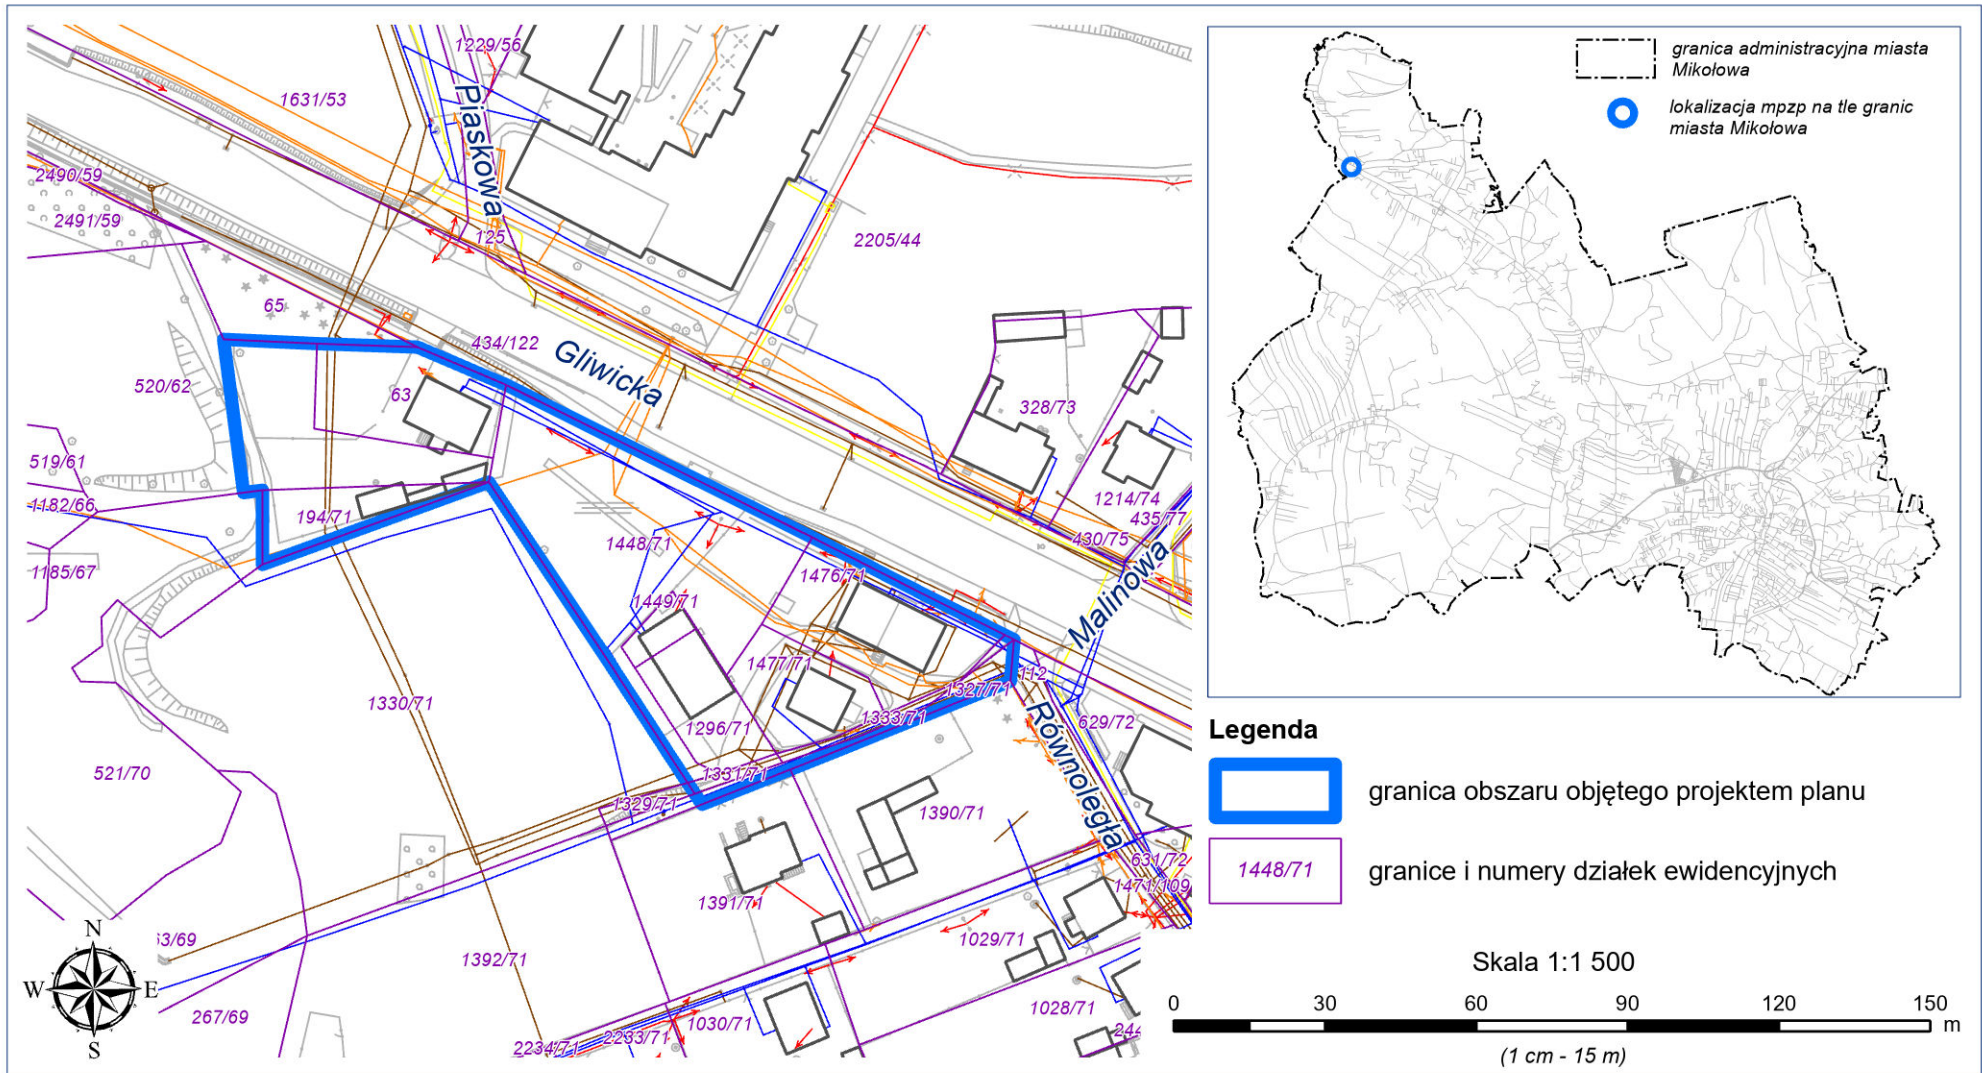 1229/56
1631/53
Piaskowa
2490/59
2491/59
125
2205/44
65
434/122
Gliwicka
520/62
63
328/73
519/61
1182/66
194/71
1214/74
435/77
430/75
1448/71
1185/67
1476/71
Malinowa
1449/71
1477/71
112
1327/71
1330/71
1333/71
629/72
1296/71
Równoległa
521/70
1331/71
1329/71
1390/71
631/72
1471/109
1391/71
N
W E
S
63/69
1392/71
1029/71
267/69
1028/71
1030/71
2233/71
2234/71
granica administracyjna miasta
Mikołowa
lokalizacja mpzp na tle granic
miasta Mikołowa
Legenda
granica obszaru objętego projektem planu
1448/71
granice i numery działek ewidencyjnych
Skala 1:1 500
0 30 60 90 120 150
m
(1 cm - 15 m)